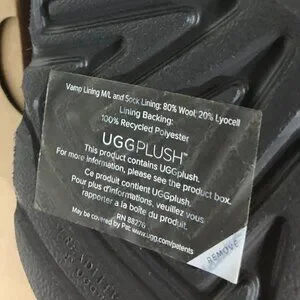 Vamp Lining M/L and Sock Lining: 80% Wool; 20% Lyocell
Lining Backing:
100% Recycled Polyester
UGGPLUSH™
This product contains UGGplush.
For more information, please see the product box.
Ce produit contient UGGplush.
Pour plus d'informations, veuillez vous
rapporter à la boîte du produit.
RN 88276
May be covered by Pat: www.ugg.com/patents
REMOVE